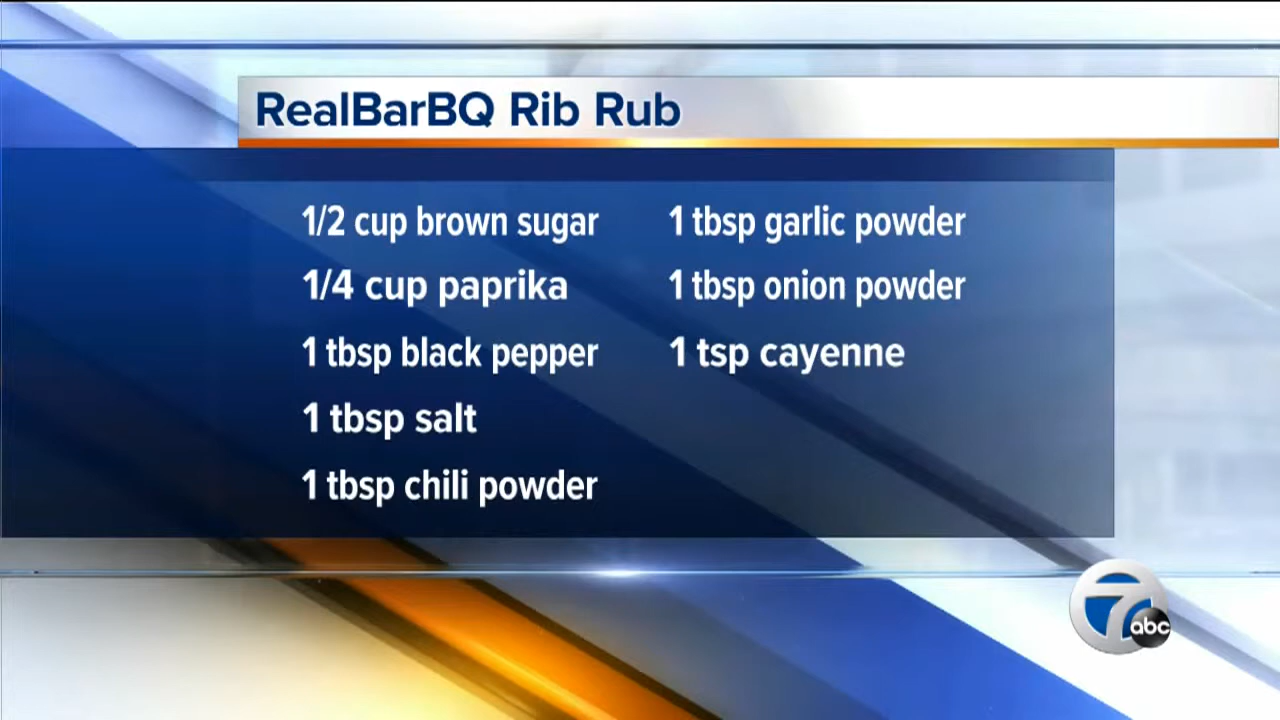 RealBarBQ Rib Rub
1/2 cup brown sugar
1/4 cup paprika
1 tbsp black pepper
1 tbsp salt
1 tbsp chili powder
1 tbsp garlic powder
1 tbsp onion powder
1 tsp cayenne
7
abc